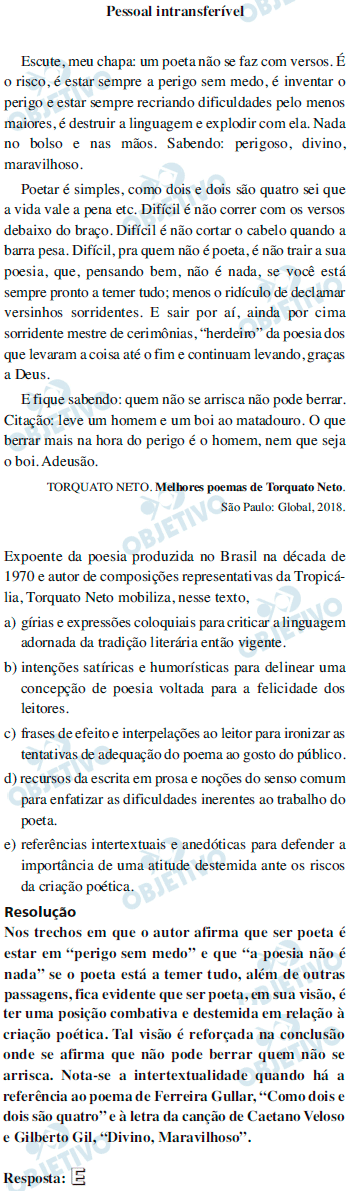 Pessoal intransferível
Escute, meu chapa: um poeta não se faz com versos. É
o risco, é estar sempre a perigo sem medo, é inventar o
perigo e estar sempre recriando dificuldades pelo menos
maiores, é destruir a linguagem e explodir com ela. Nada
no bolso e nas mãos. Sabendo: perigoso, divino,
maravilhoso.
Poetar é simples, como dois e dois são quatro sei que
a vida vale a pena etc. Difícil é não correr com os versos
debaixo do braço. Difícil é não cortar o cabelo quando a
barra pesa. Difícil, pra quem não é poeta, é não trair a sua
poesia, que, pensando bem, não é nada, se você está
sempre pronto a temer tudo; menos o ridículo de declamar
versinhos sorridentes. E sair por aí, ainda por cima
sorridente mestre de cerimônias, “herdeiro” da poesia dos
que levaram a coisa até o fim e continuam levando, graças
a Deus.
E fique sabendo: quem não se arrisca não pode berrar.
Citação: leve um homem e um boi ao matadouro. O que
berrar mais na hora do perigo é o homem, nem que seja
o boi. Adeusão.
TORQUATO NETO. Melhores poemas de Torquato Neto.
São Paulo: Global, 2018.
Expoente da poesia produzida no Brasil na década de
1970 e autor de composições representativas da Tropicá-
lia, Torquato Neto mobiliza, nesse texto,
a) gírias e expressões coloquiais para criticar a linguagem
adornada da tradição literária então vigente.
b) intenções satíricas e humorísticas para delinear uma
concepção de poesia voltada para a felicidade dos
leitores.
c) frases de efeito e interpelações ao leitor para ironizar as
tentativas de adequação do poema ao gosto do público.
d) recursos da escrita em prosa e noções do senso comum
para enfatizar as dificuldades inerentes ao trabalho do
poeta.
e) referências intertextuais e anedóticas para defender a
importância de uma atitude destemida ante os riscos
da criação poética.
Resolução
Nos trechos em que o autor afirma que ser poeta é
estar em “perigo sem medo” e que “a poesia não é
nada” se o poeta está a temer tudo, além de outras
passagens, fica evidente que ser poeta, em sua visão, é
ter uma posição combativa e destemida em relação à
criação poética. Tal visão é reforçada na conclusão
onde se afirma que não pode berrar quem não se
arrisca. Nota-se a intertextualidade quando há a
referência ao poema de Ferreira Gullar, “Como dois e
dois são quatro” e à letra da canção de Caetano Veloso
e Gilberto Gil, “Divino, Maravilhoso”.
Resposta: E